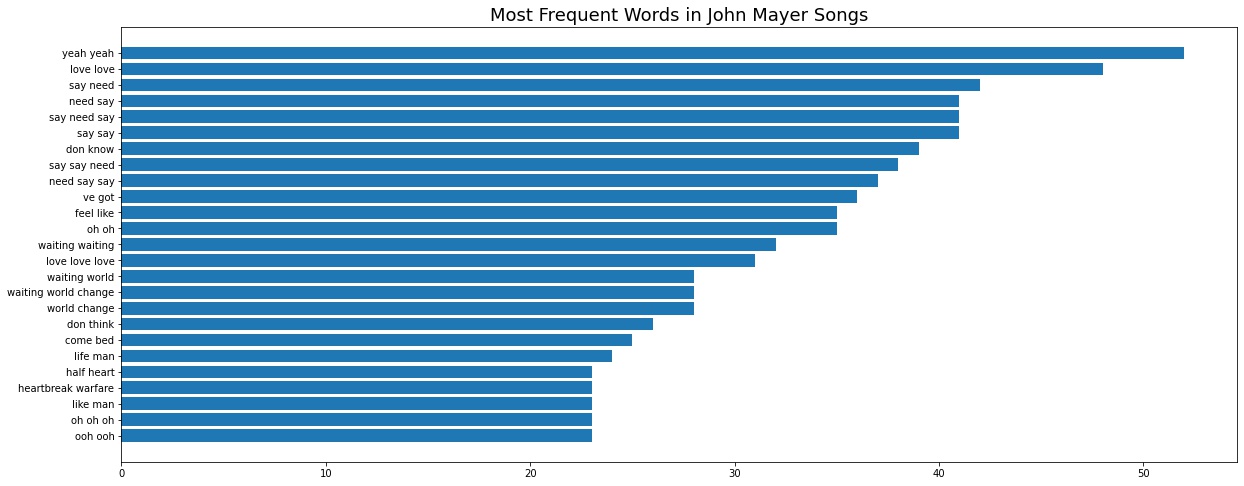 Most Frequent Words in John Mayer Songs
yeah yeah
love love
say need
need say
say need say
say say
don know
say say need
need say say
ve got
feel like
oh oh
waiting waiting
love love love
waiting world
waiting world change
world change
don think
come bed
life man
half heart
heartbreak warfare
like man
oh oh oh
ooh ooh
0 10 20 30 40 50